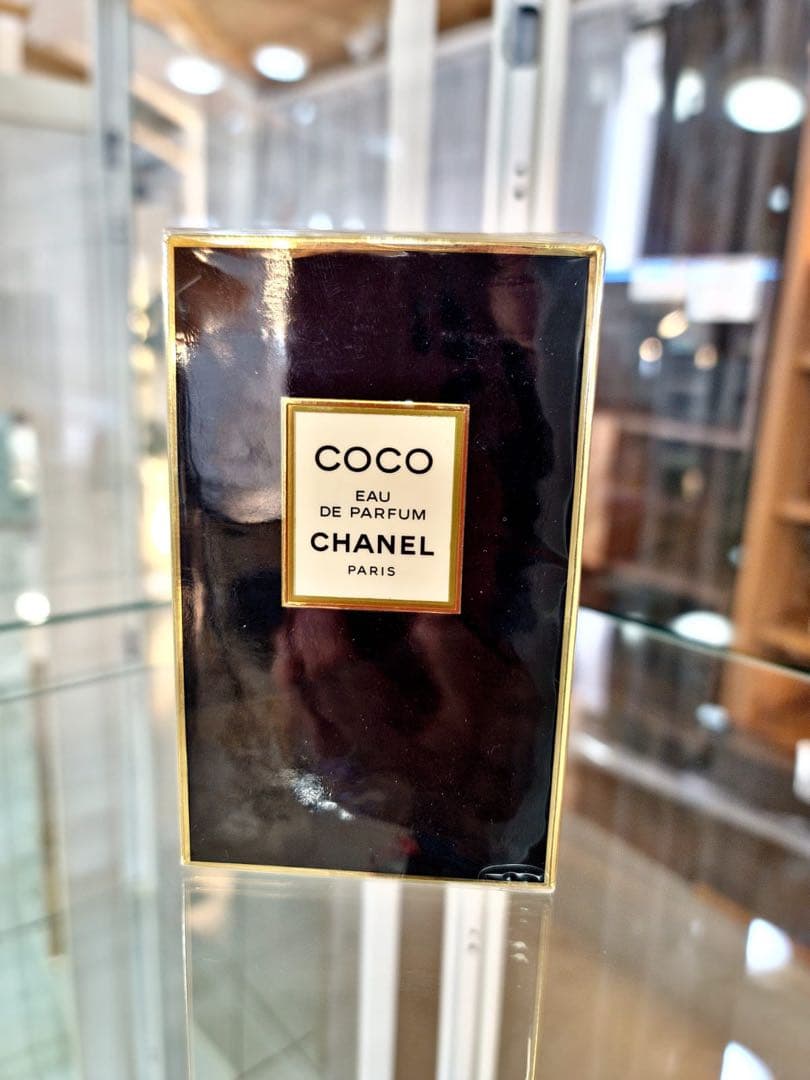 COCO
EAU
DE PARFUM
CHANEL
PARIS